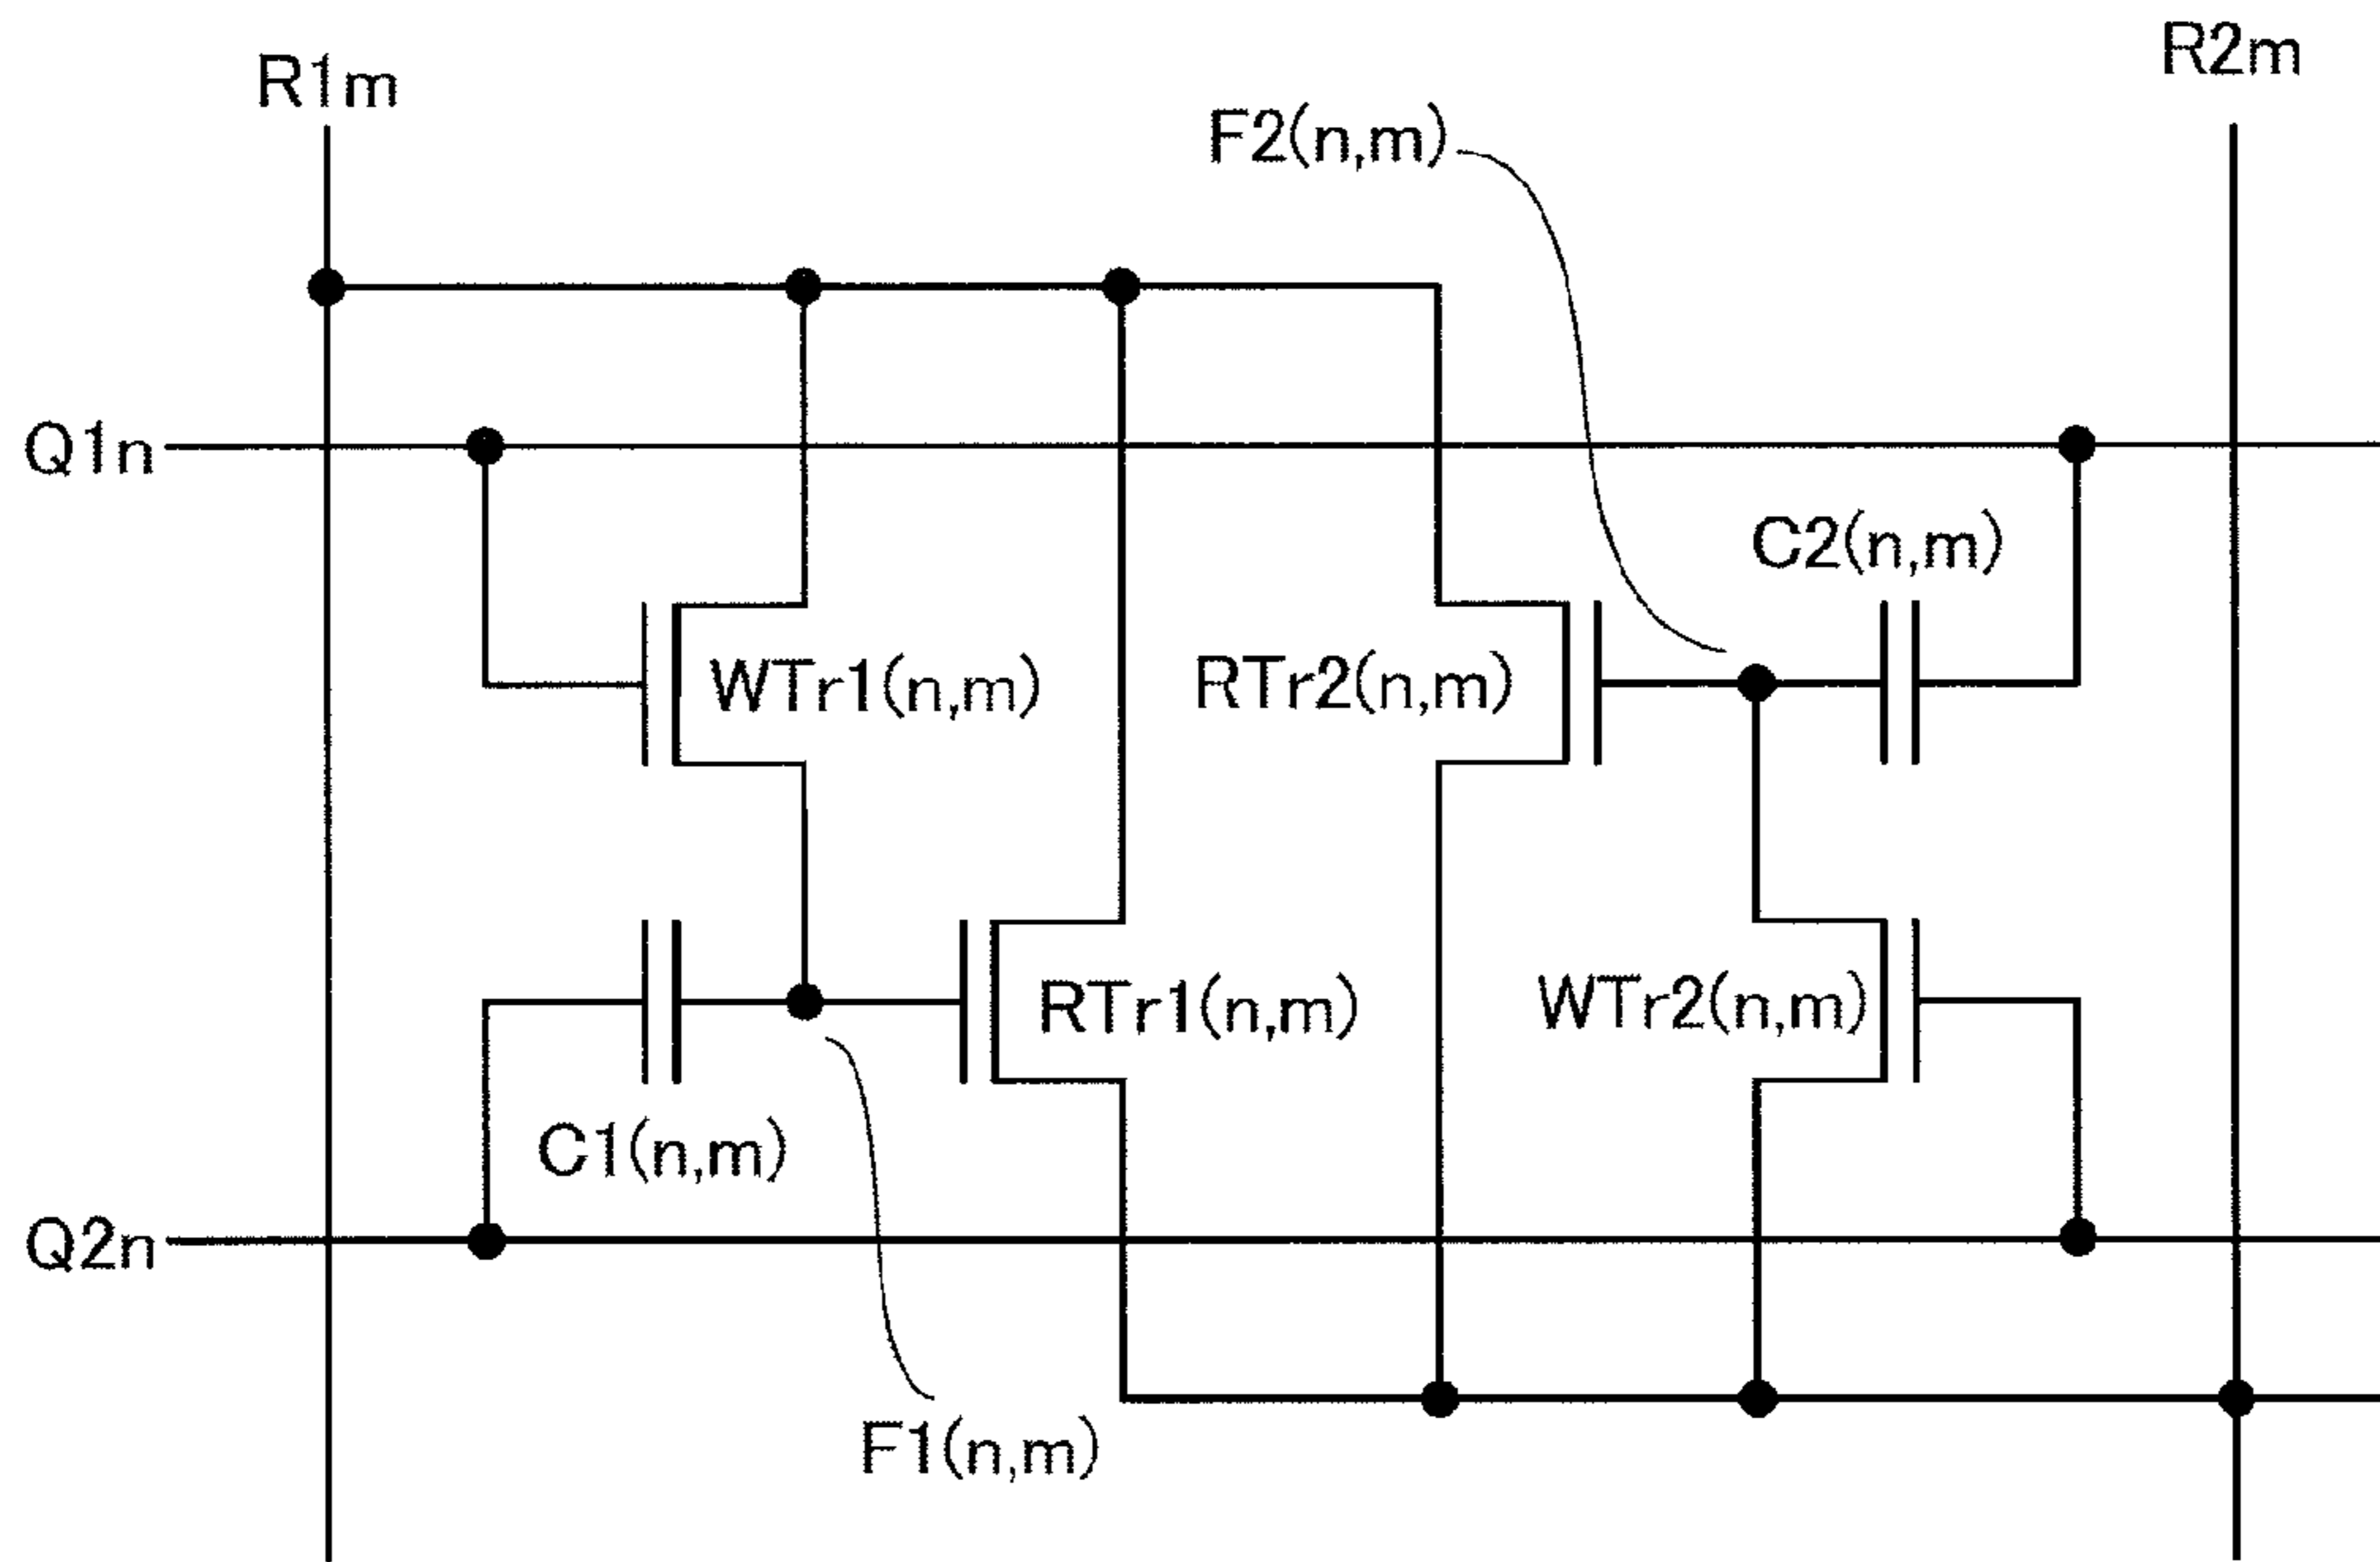 R1m
R2m
F2(n,m)
Q1n
C2(n,m)
WTr1(n,m)
RTr2(n,m)
RTr1(n,m)
WTr2(n,m)
C1(n,m)
Q2n
F1(n,m)